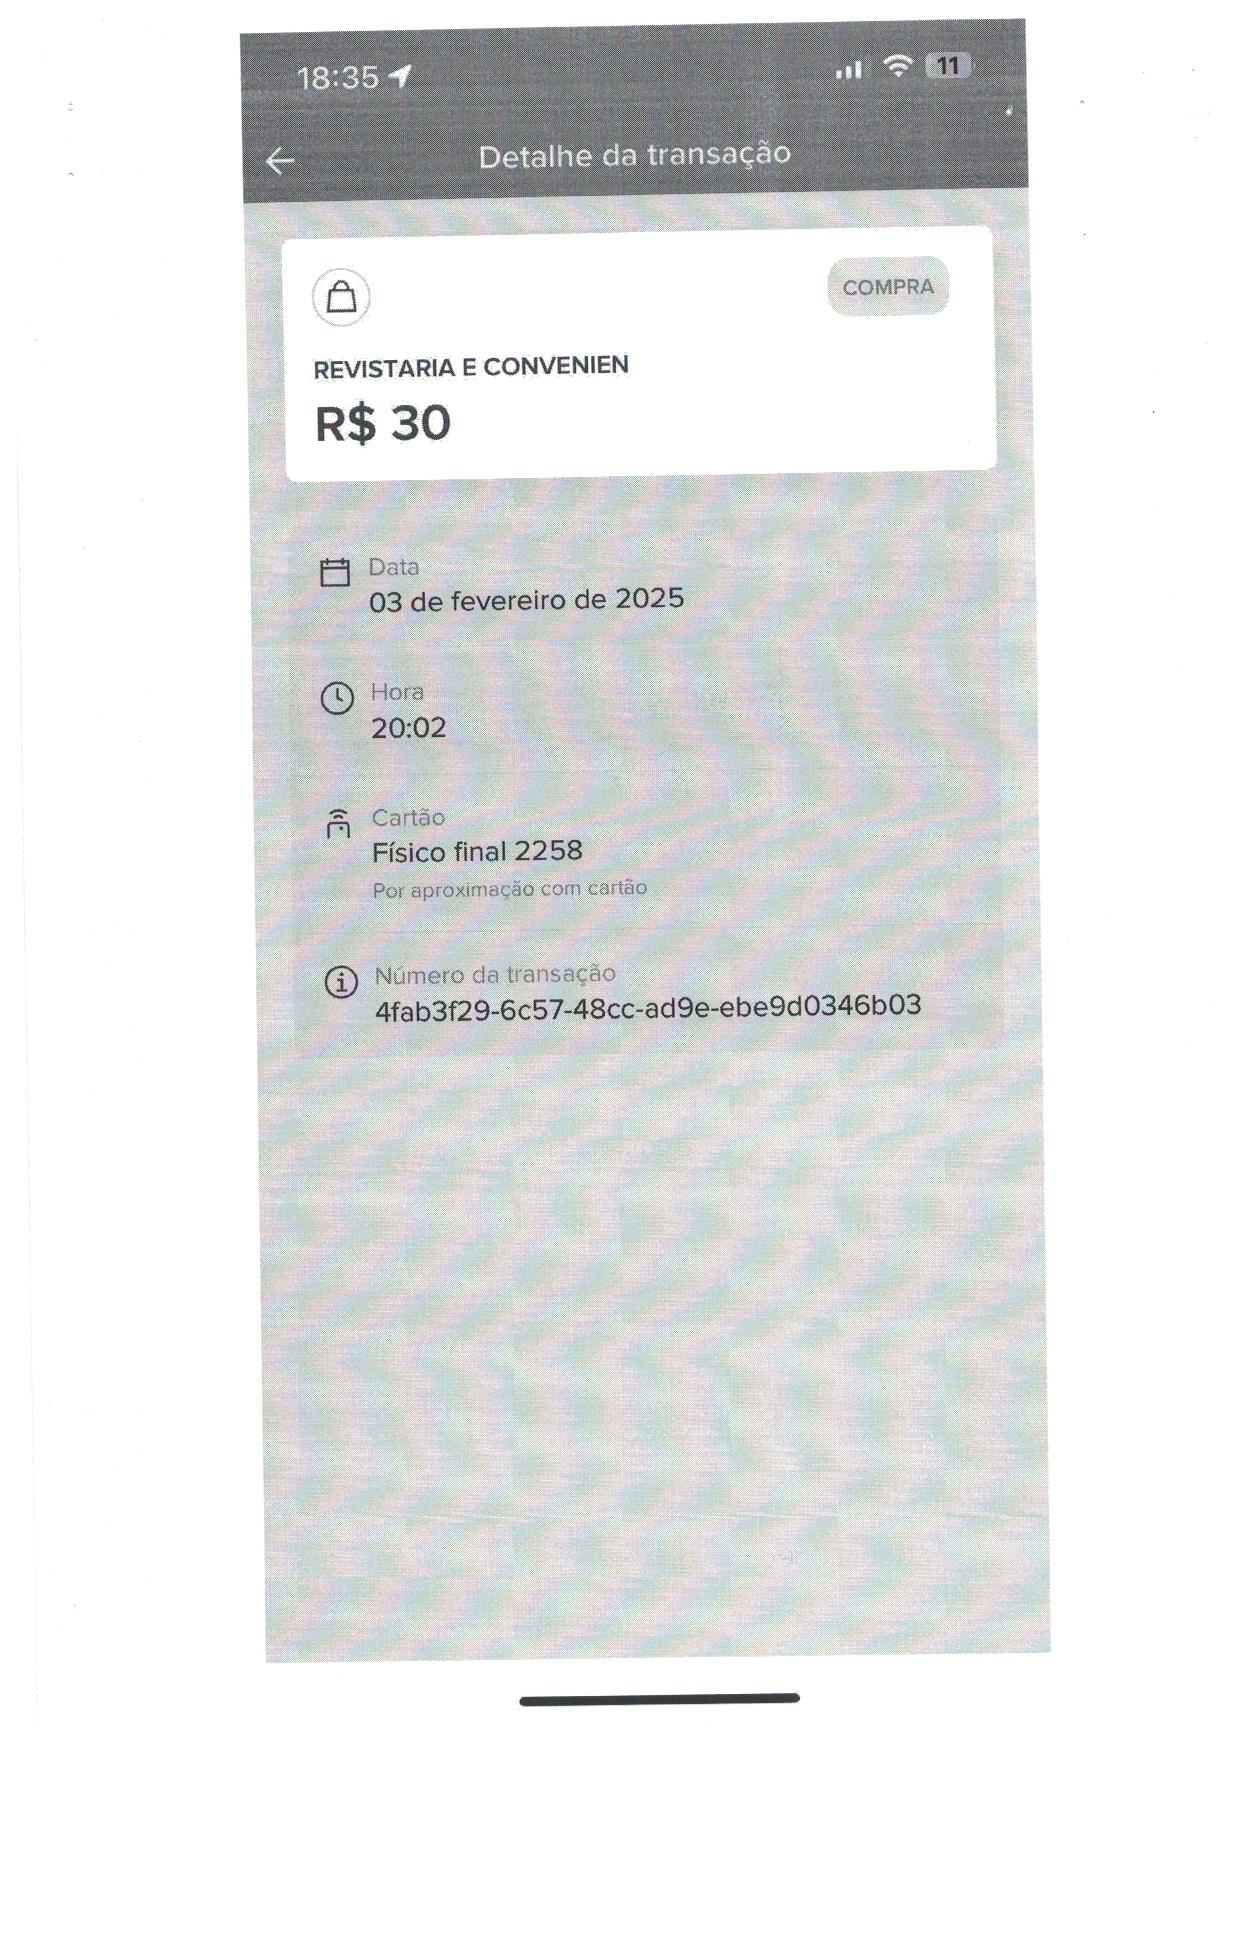 18:35
11
Detalhe da transação
COMPRA
REVISTARIA E CONVENIEN
R$ 30
Data
03 de fevereiro de 2025
Hora
20:02
Cartão
Físico final 2258
Por aproximação com cartão
Número da transação
4fab3f29-6c57-48cc-ad9e-ebe9d0346b03